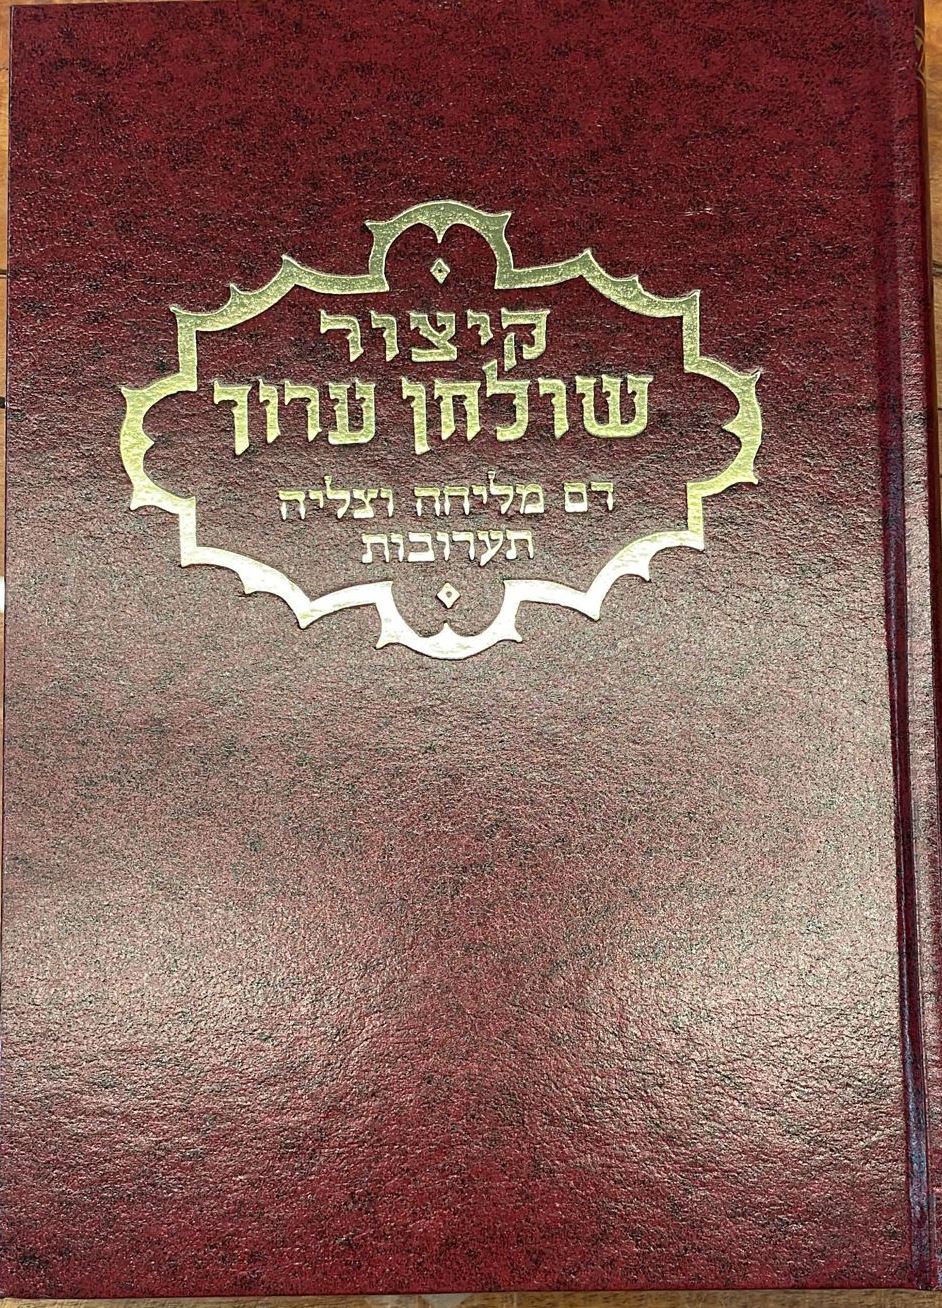 קיצור
שולחן ערוך
דם מליחה וצליה
תערובות